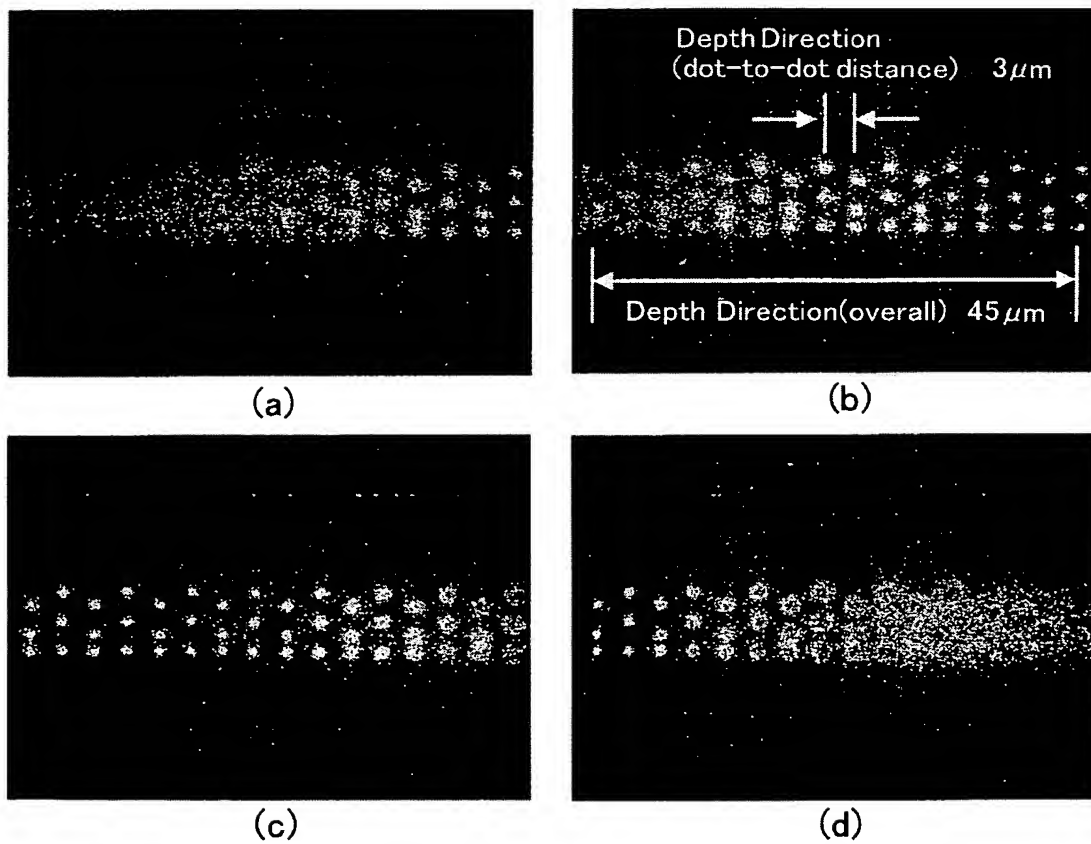 Depth Direction
(dot-to-dot distance) 3μm
Depth Direction(overall) 45μm
(a)
(b)
(c)
(d)